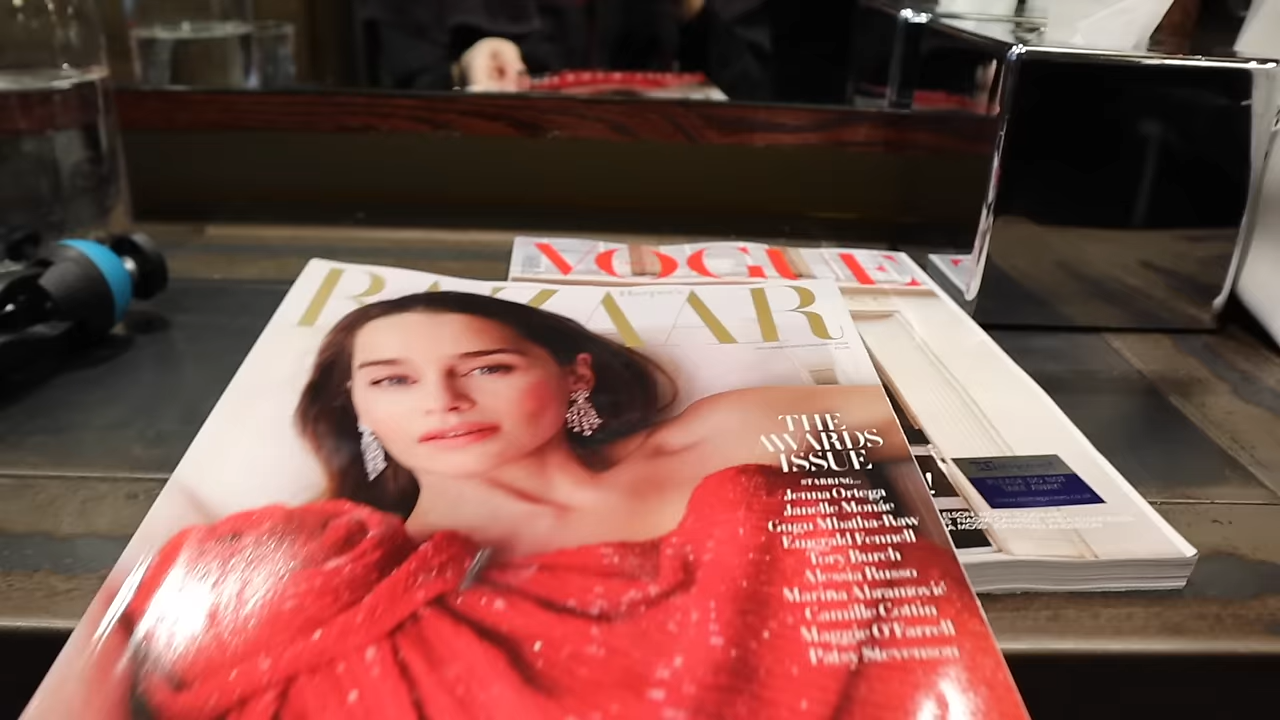 VOGUE
Harper's
BAZAAR
THE
AWARDS
ISSUE
STARRING...
Jenna Ortega
Janelle Monáe
Gugu Mbatha-Raw
Emerald Fennell
Tory Burch
Alessia Russo
Marina Abramović
Camille Cottin
Maggie O'Farrell
Patsy Stevenson
PLEASE DO NOT
TAKE AWAY!